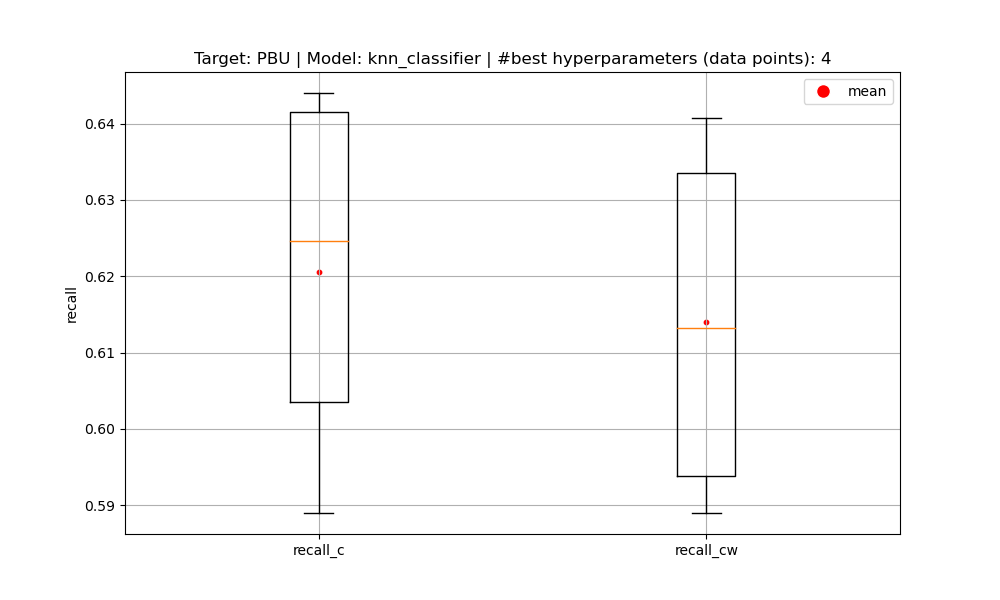 Target: PBU | Model: knn_classifier | #best hyperparameters (data points): 4
mean
0.64
0.63
0.62
0.61
0.60
0.59
recall
recall_c
recall_cw